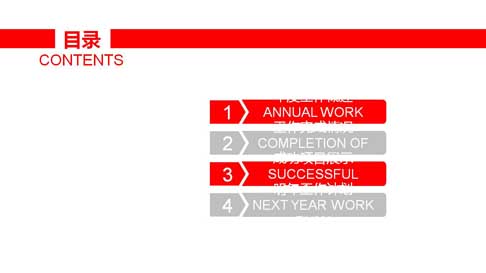 目录
CONTENTS
1
年度工作概述
ANNUAL WORK
2
工作完成情况
COMPLETION OF
3
成功项目展示
SUCCESSFUL
4
明年工作计划
NEXT YEAR WORK